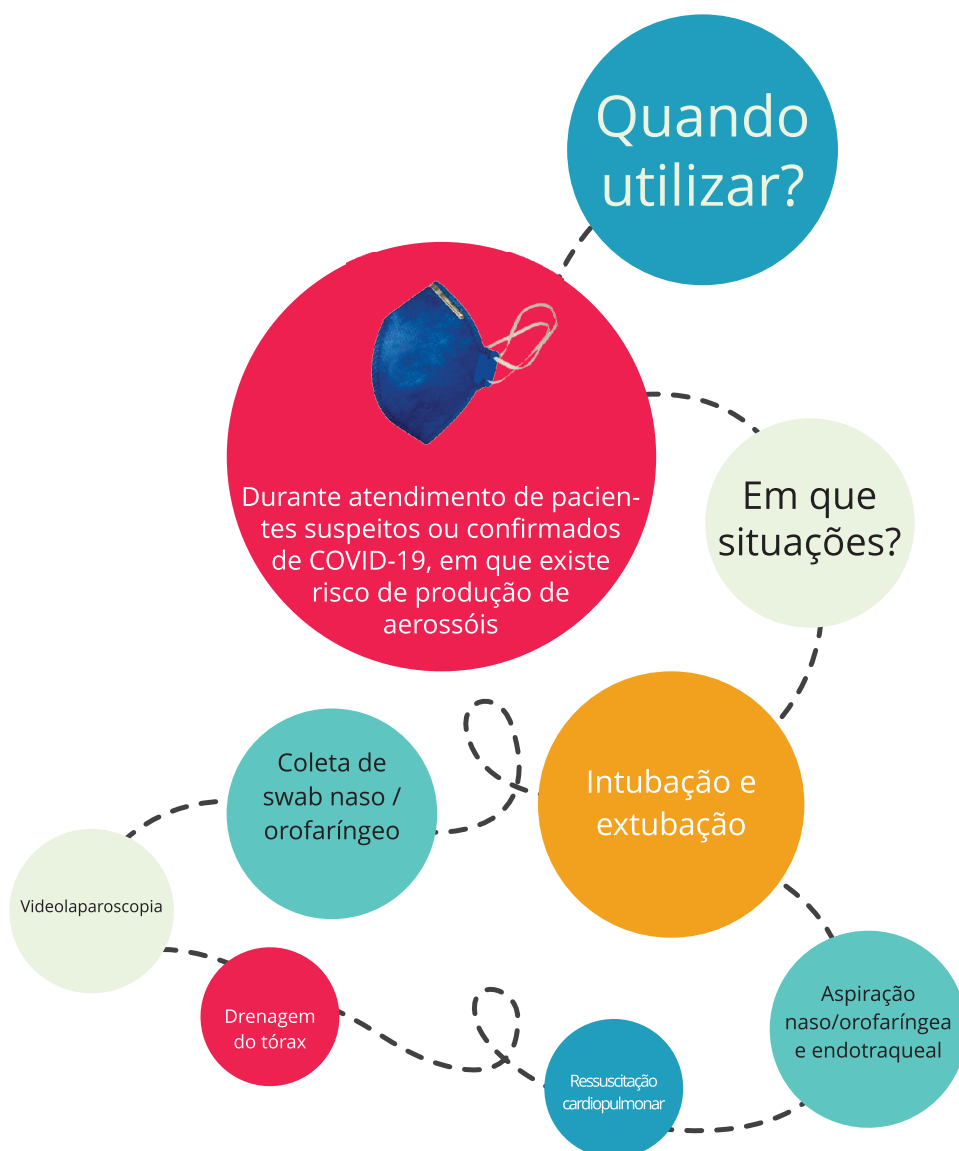 Quando
utilizar?
Durante atendimento de pacien-
tes suspeitos ou confirmados
de COVID-19, em que existe
risco de produção de
aerossóis
Em que
situações?
Intubação e
extubação
Coleta de
swab naso /
orofaríngeo
Videolaparoscopia
Drenagem
do tórax
Ressuscitação
cardiopulmonar
Aspiração
naso/orofaríngea
e endotraqueal